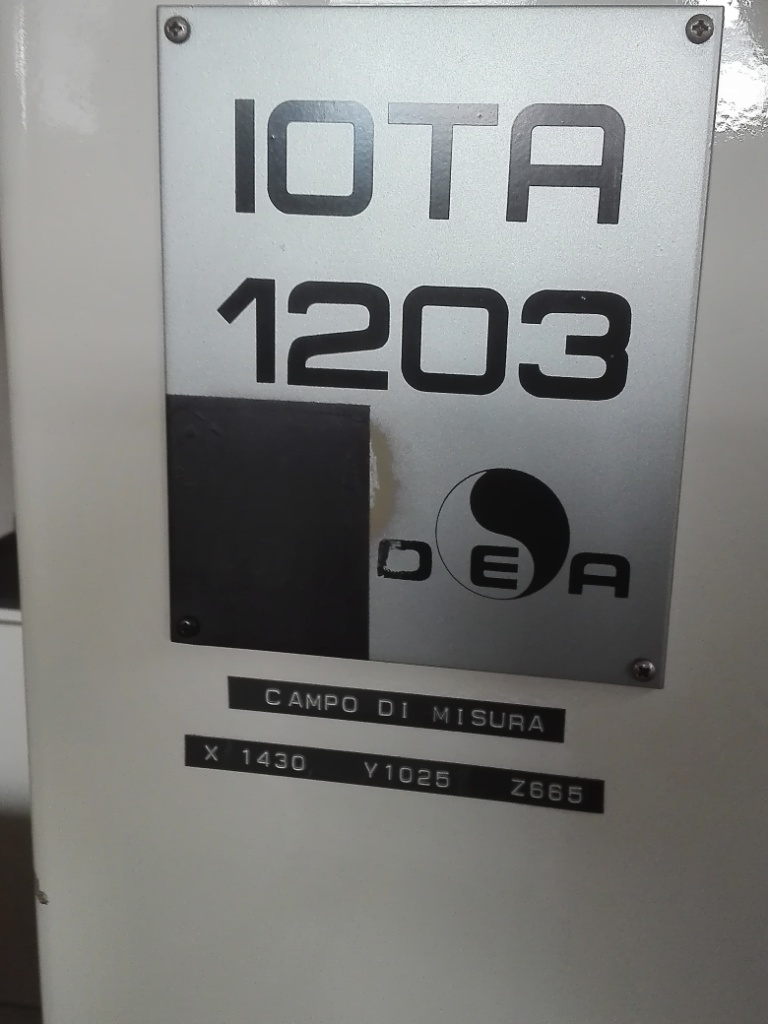 IOTA
1203
DEA
CAMPO DI MISURA
X 1430 Y1025 Z665